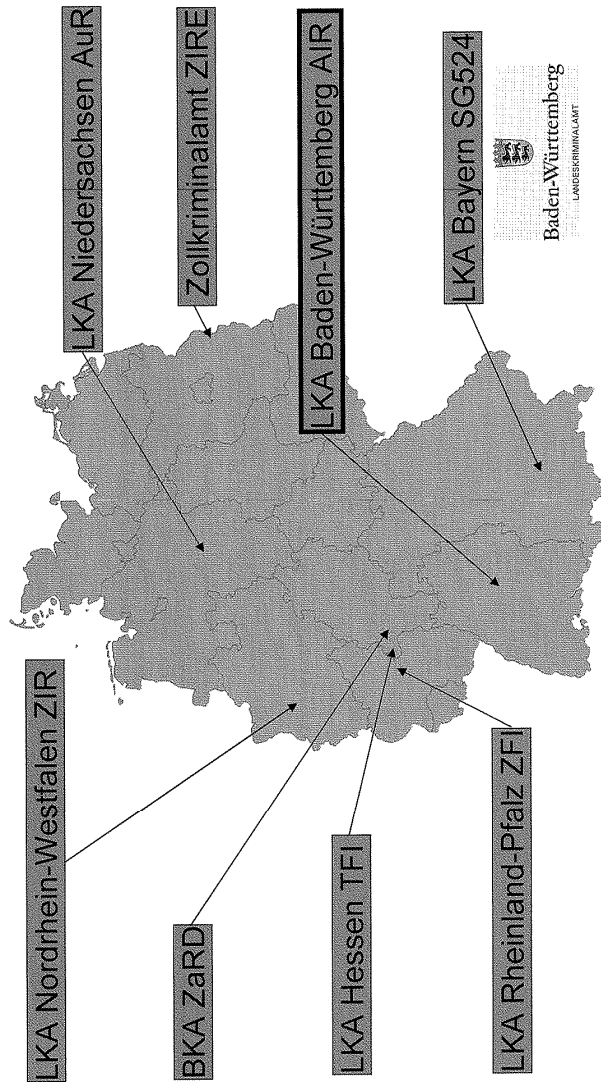 LKA Nordrhein-Westfalen ZIR
LKA Niedersachsen AuR
BKA ZaRD
Zollkriminalamt ZIRE
LKA Hessen TFI
LKA Baden-Württemberg AIR
LKA Rheinland-Pfalz ZFI
LKA Bayern SG524
Baden-Württemberg
LANDESKRIMINALAMT